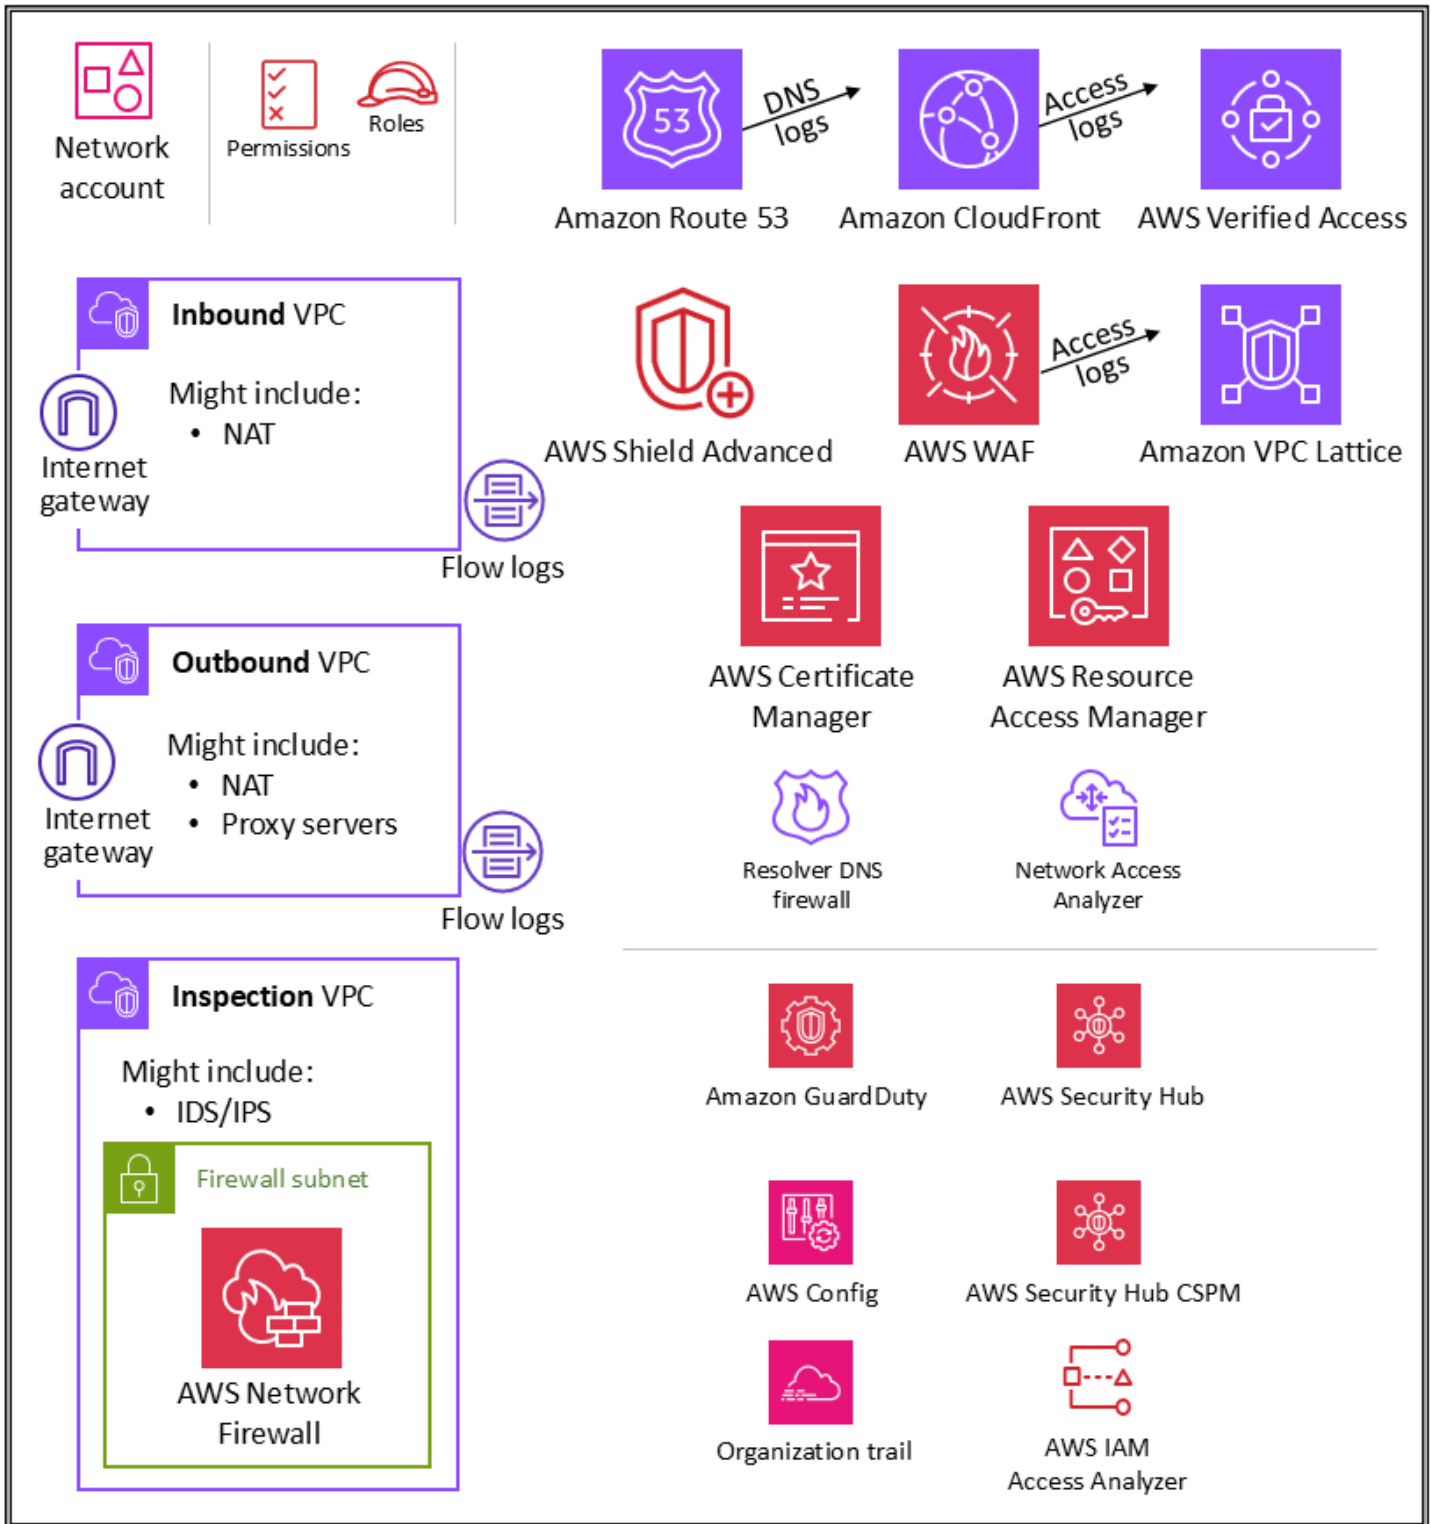 Network
account
Permissions
Roles
53
DNS
logs
Access
logs
Amazon Route 53
Amazon CloudFront
AWS Verified Access
Inbound VPC
Might include:
• NAT
Internet
gateway
Flow logs
AWS Shield Advanced
AWS WAF
Access
logs
Amazon VPC Lattice
AWS Certificate
Manager
AWS Resource
Access Manager
Outbound VPC
Might include:
• NAT
• Proxy servers
Internet
gateway
Flow logs
Resolver DNS
firewall
Network Access
Analyzer
Inspection VPC
Might include:
• IDS/IPS
Firewall subnet
AWS Network
Firewall
Amazon GuardDuty
AWS Security Hub
AWS Config
AWS Security Hub CSPM
Organization trail
AWS IAM
Access Analyzer